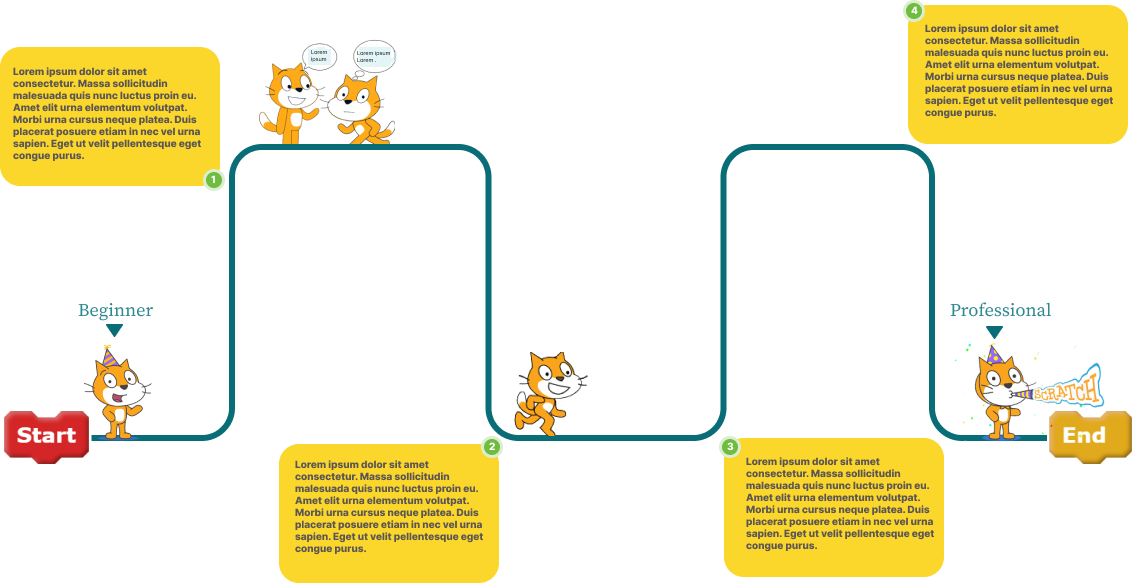 Lorem ipsum dolor sit amet
consectetur. Massa sollicitudin
malesuada quis nunc luctus proin eu.
Amet elit urna elementum volutpat.
Morbi urna cursus neque platea. Duis
placerat posuere etiam in nec vel urna
sapien. Eget ut velit pellentesque eget
congue purus.
1
Lorem
ipsum
Lorem ipsum
Lorem .
4
Lorem ipsum dolor sit amet
consectetur. Massa sollicitudin
malesuada quis nunc luctus proin eu.
Amet elit urna elementum volutpat.
Morbi urna cursus neque platea. Duis
placerat posuere etiam in nec vel urna
sapien. Eget ut velit pellentesque eget
congue purus.
Beginner
Start
Professional
SCRATCH
End
2
Lorem ipsum dolor sit amet
consectetur. Massa sollicitudin
malesuada quis nunc luctus proin eu.
Amet elit urna elementum volutpat.
Morbi urna cursus neque platea. Duis
placerat posuere etiam in nec vel urna
sapien. Eget ut velit pellentesque eget
congue purus.
3
Lorem ipsum dolor sit amet
consectetur. Massa sollicitudin
malesuada quis nunc luctus proin eu.
Amet elit urna elementum volutpat.
Morbi urna cursus neque platea. Duis
placerat posuere etiam in nec vel urna
sapien. Eget ut velit pellentesque eget
congue purus.